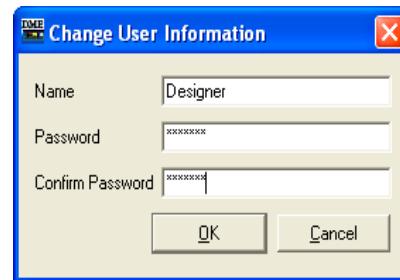 DME
Change User Information
Name Designer
Password *******
Confirm Password *******
OK Cancel